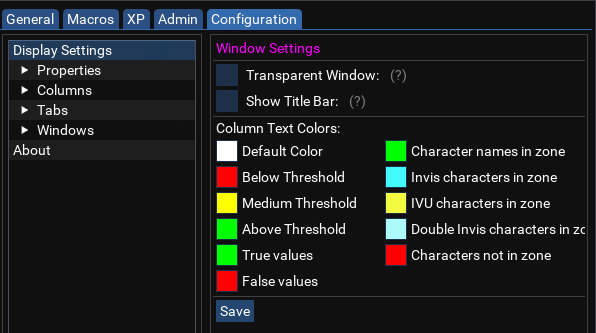 General Macros XP Admin Configuration
Display Settings
Properties
Columns
Tabs
Windows
About
Window Settings
Transparent Window: (?)
Show Title Bar: (?)
Column Text Colors:
Default Color Character names in zone
Below Threshold Invis characters in zone
Medium Threshold IVU characters in zone
Above Threshold Double Invis characters in zo
True values Characters not in zone
False values
Save